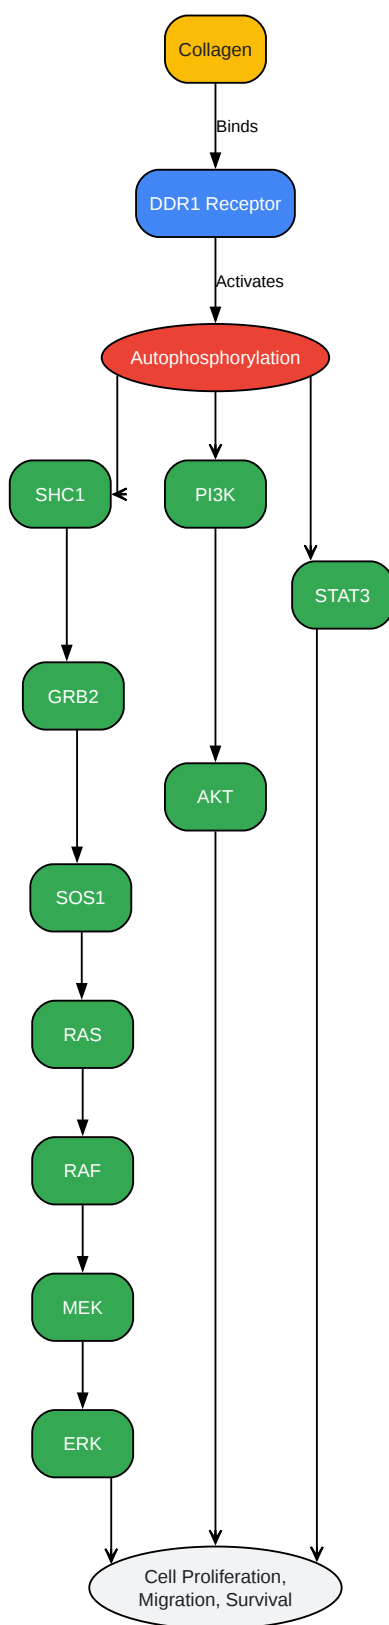 Collagen
Binds
DDR1 Receptor
Activates
Autophosphorylation
SHC1
PI3K
STAT3
GRB2
AKT
SOS1
RAS
RAF
MEK
ERK
Cell Proliferation,
Migration, Survival